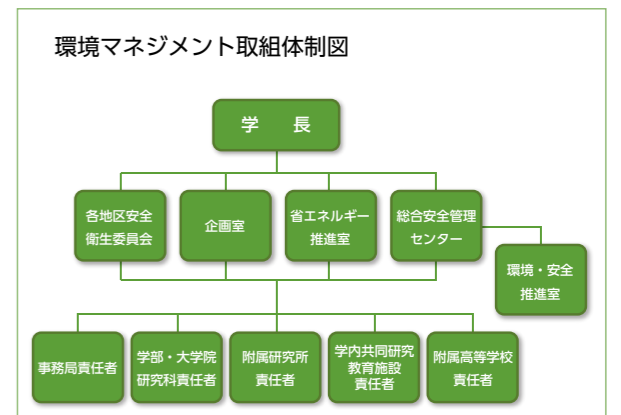 環境マネジメント取組体制図
学　長
各地区安全
衛生委員会
企画室
省エネルギー
推進室
総合安全管理
センター
環境・安全
推進室
事務局責任者
学部・大学院
研究科責任者
附属研究所
責任者
学内共同研究
教育施設
責任者
附属高等学校
責任者